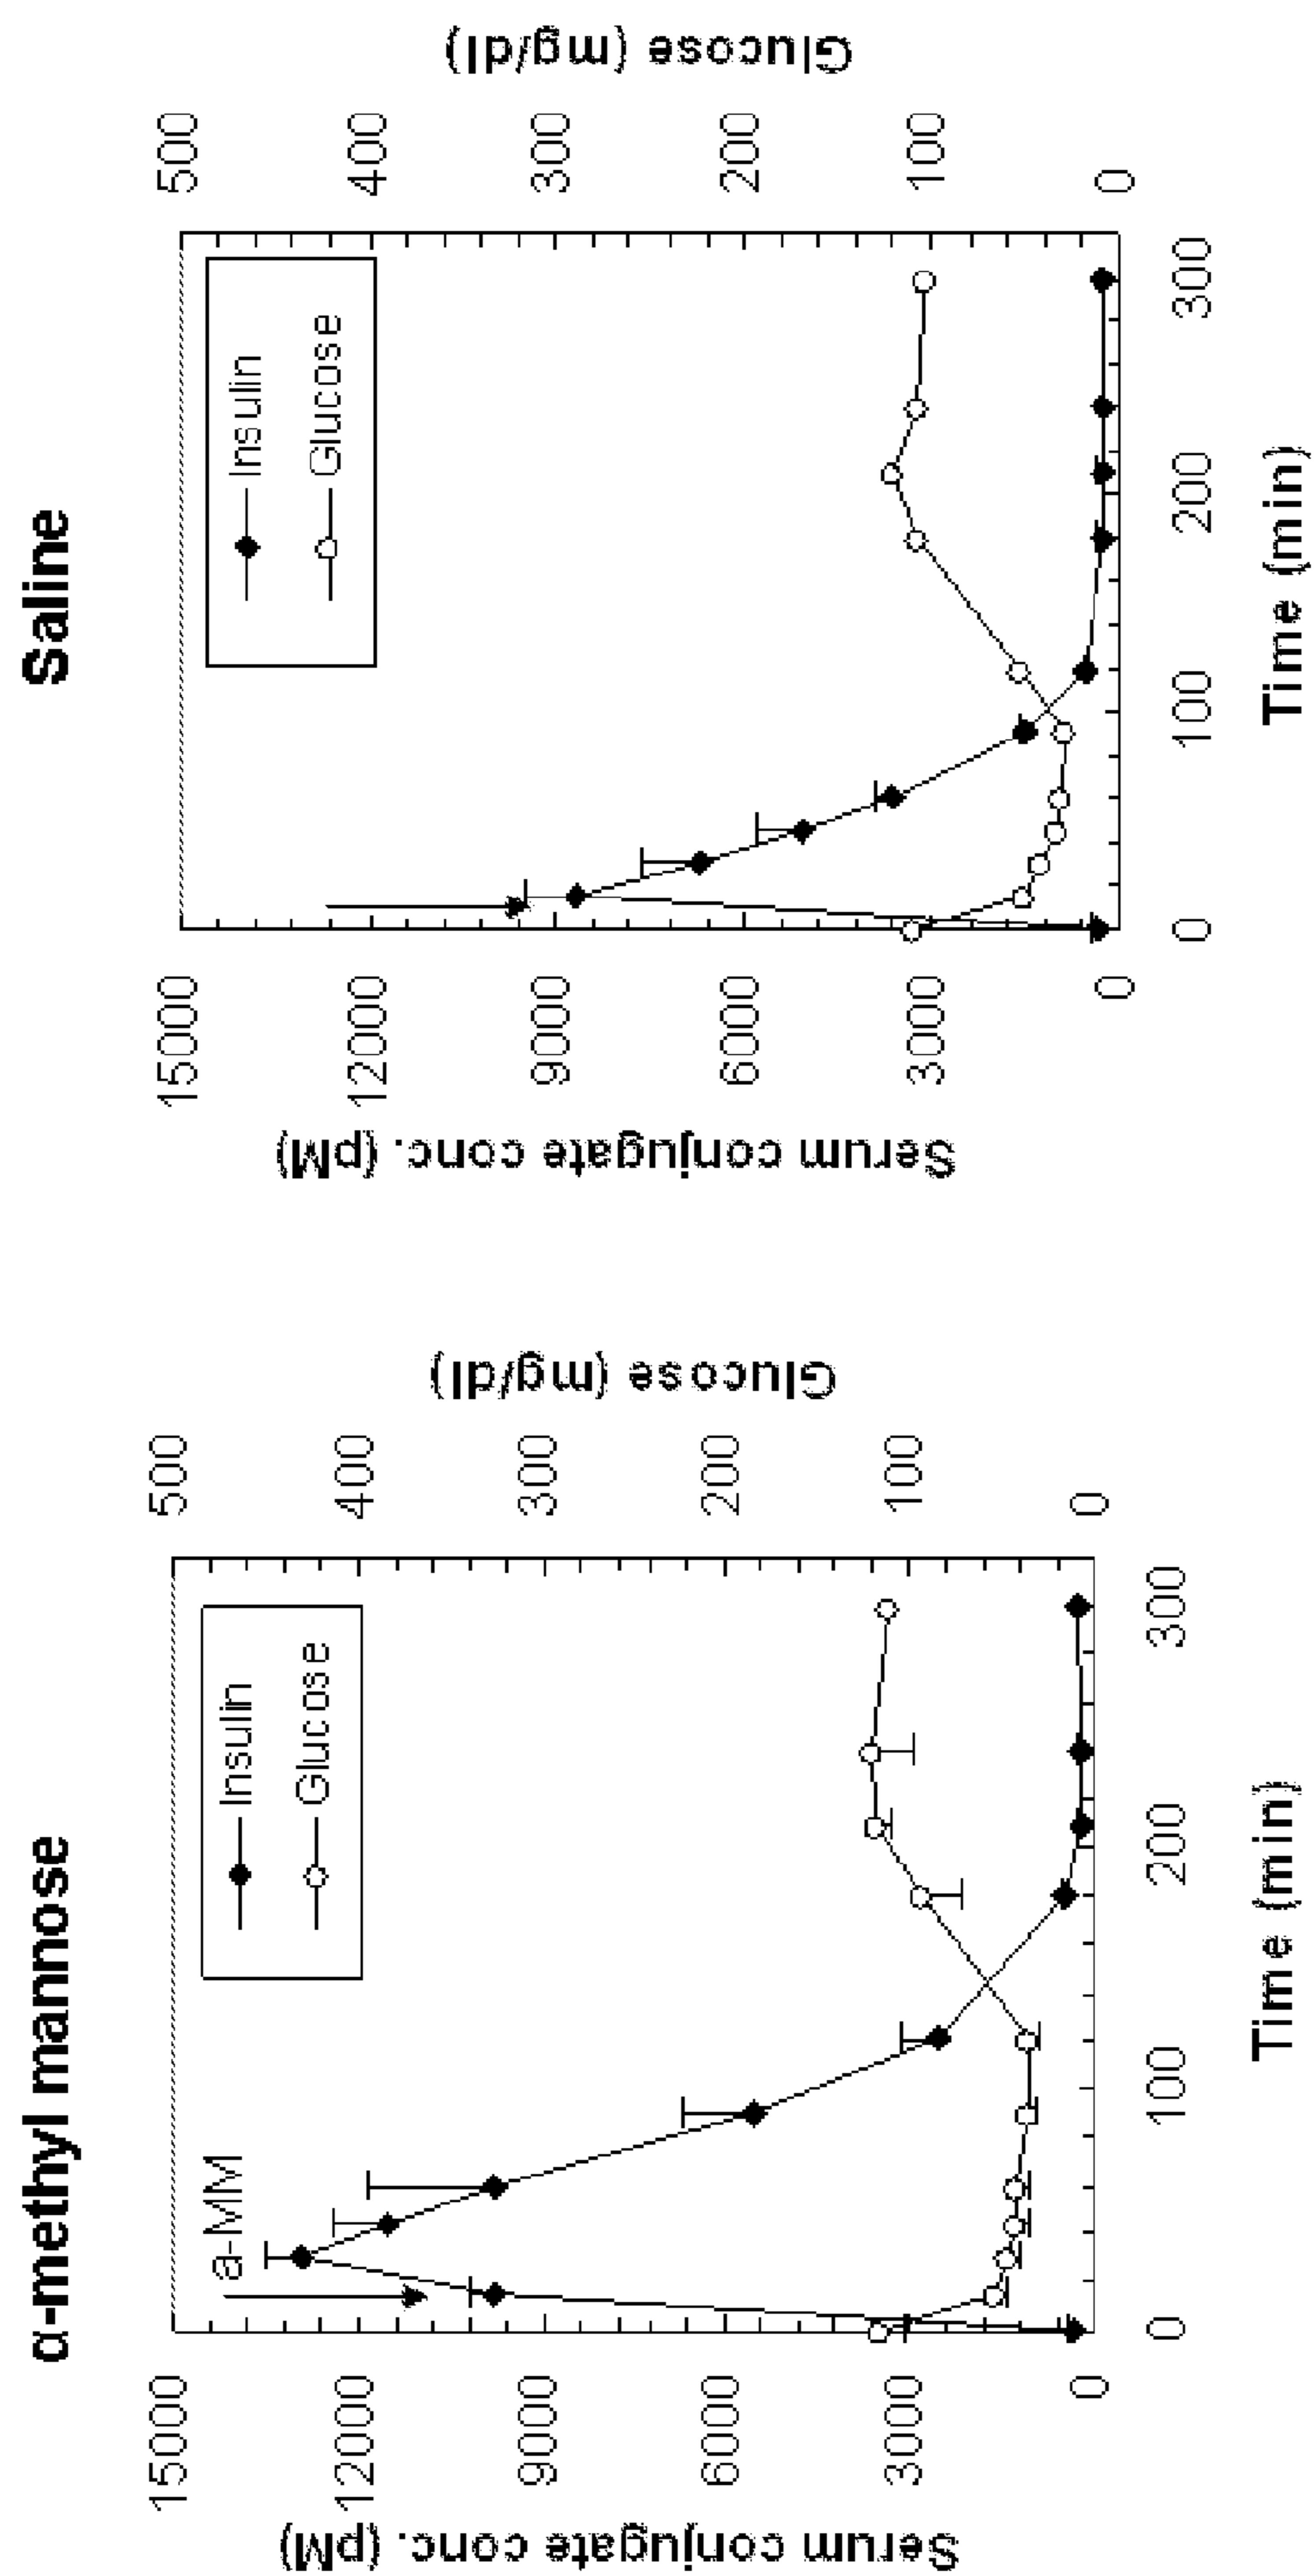 α-methyl mannose
15000
12000
9000
6000
3000
0
Serum conjugate conc. (pM)
a-MM
Insulin
Glucose
500
400
300
200
100
0
Glucose (mg/dl)
0
100
200
300
Time (min)
Saline
15000
12000
9000
6000
3000
0
Serum conjugate conc. (pM)
Insulin
Glucose
500
400
300
200
100
0
Glucose (mg/dl)
0
100
200
300
Time (min)